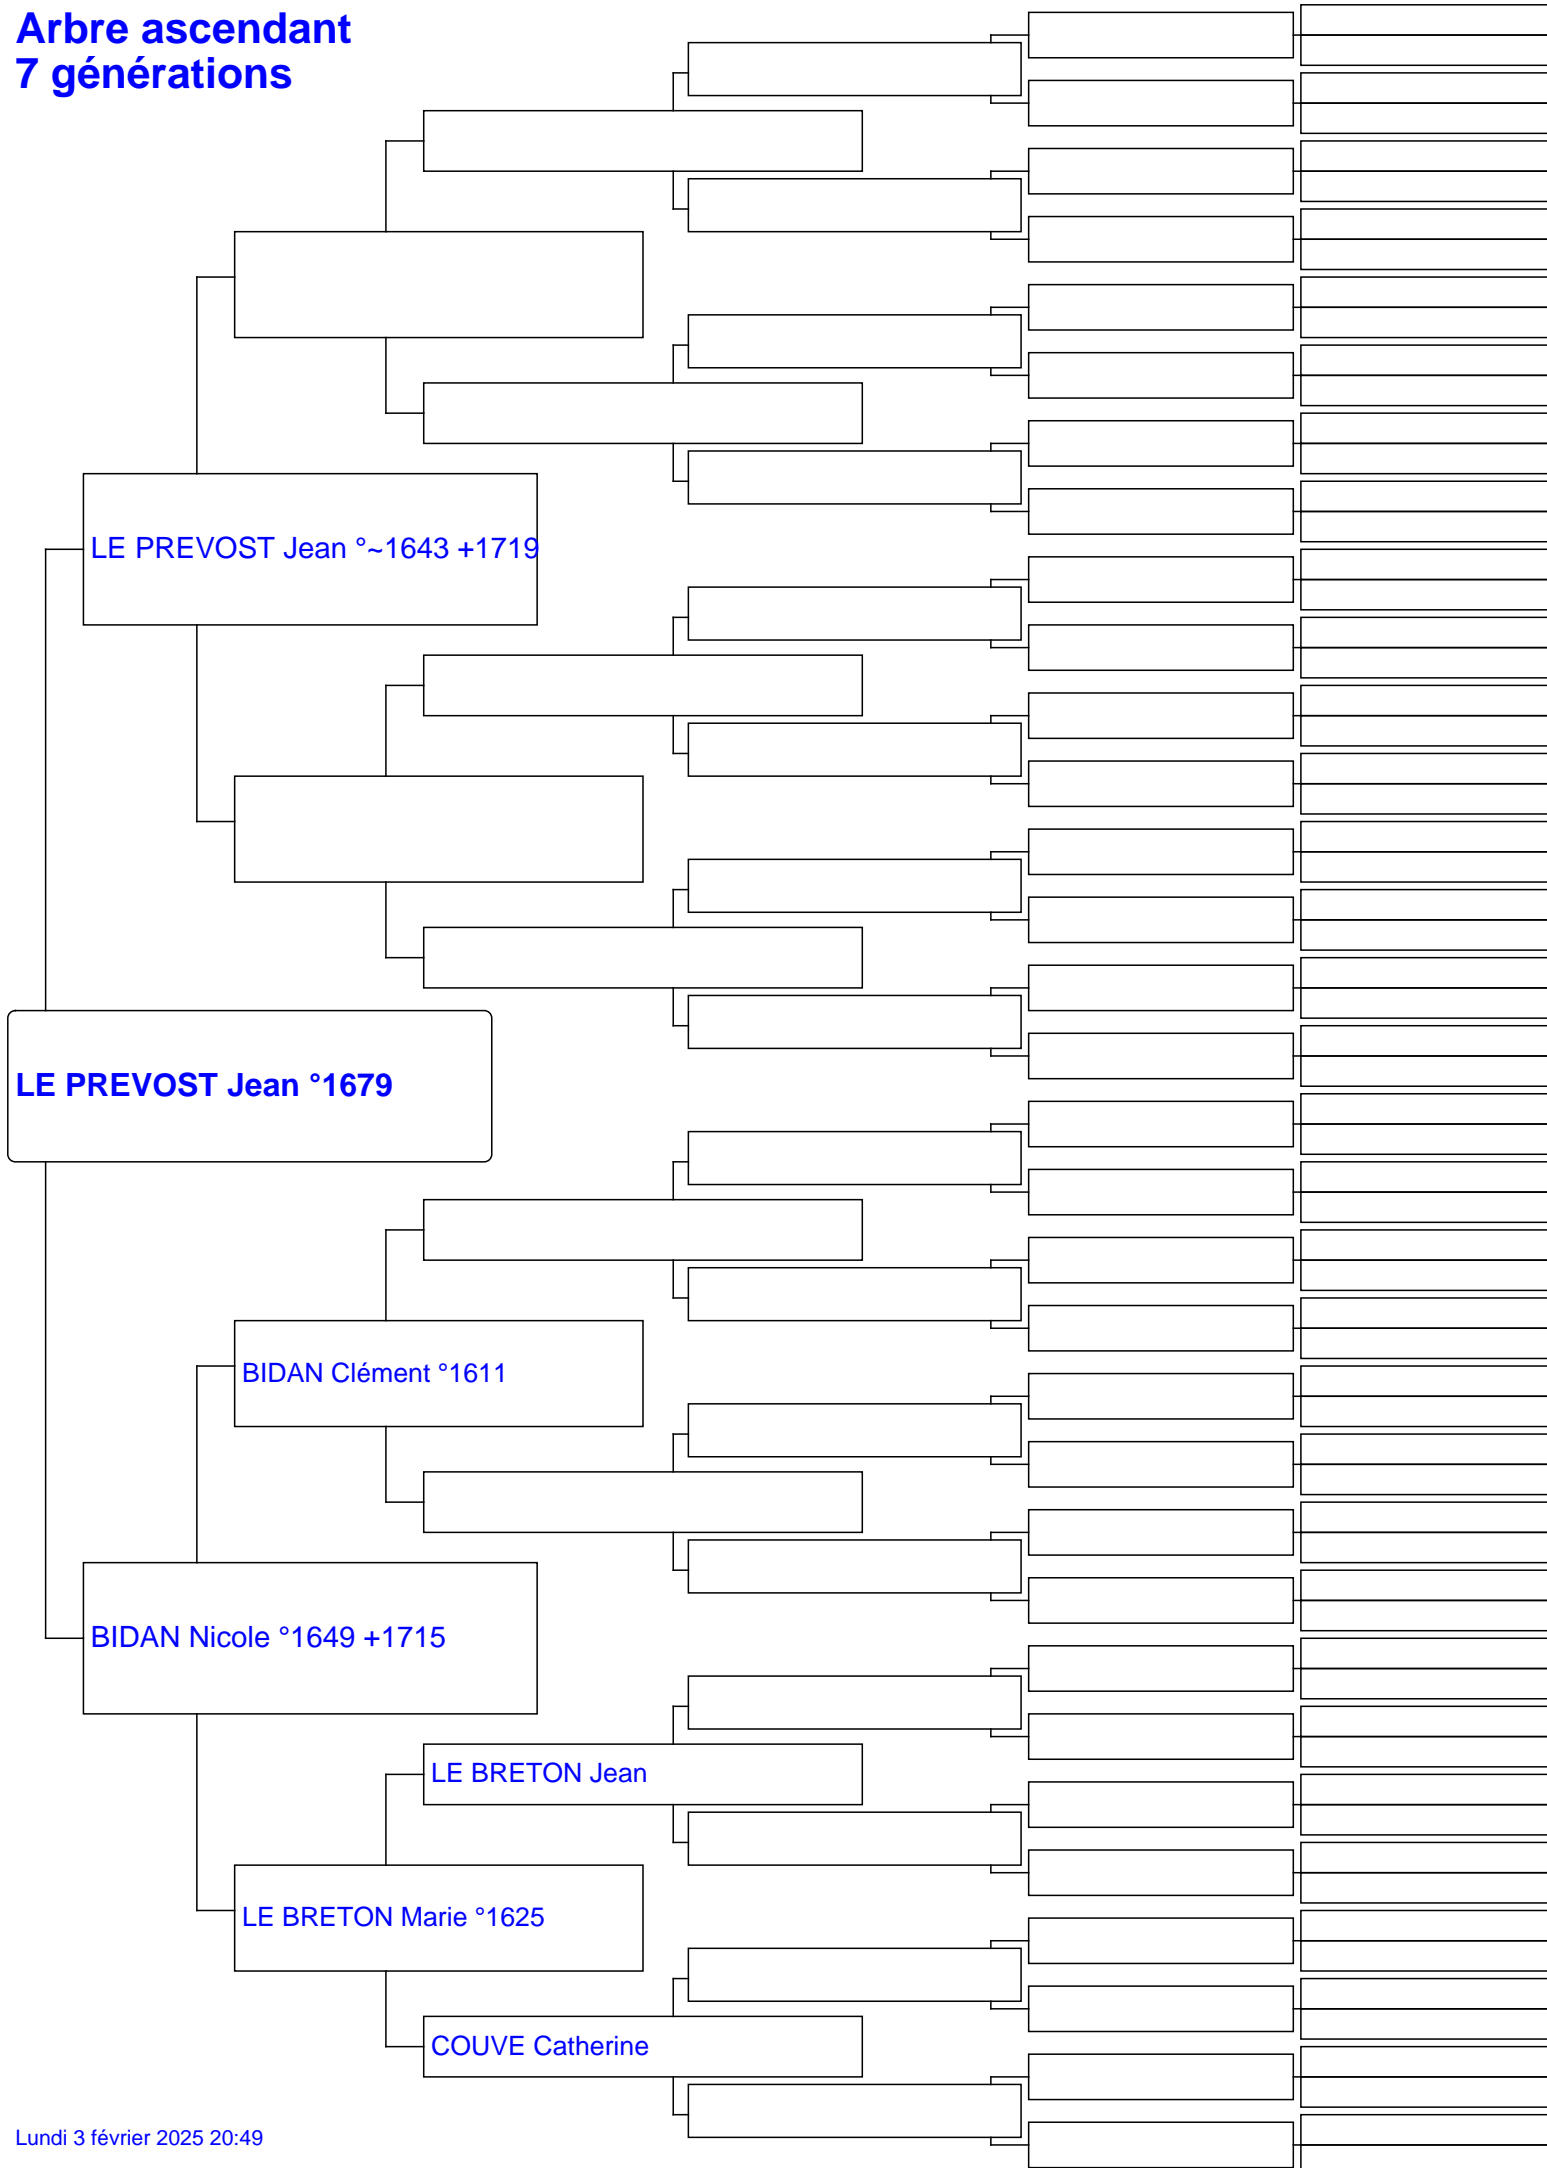 Arbre ascendant
7 générations
LE PREVOST Jean °~1643 +1719
LE PREVOST Jean °1679
BIDAN Clément °1611
BIDAN Nicole °1649 +1715
LE BRETON Jean
LE BRETON Marie °1625
COUVE Catherine
Lundi 3 février 2025 20:49